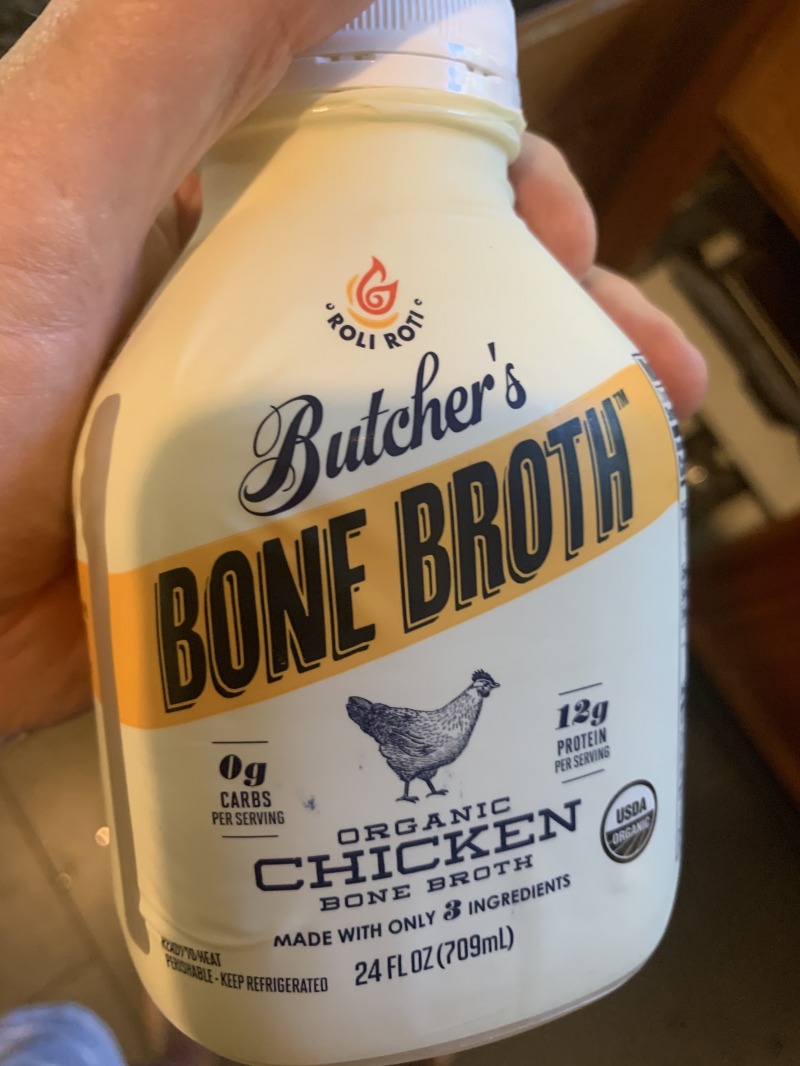 ROLI ROTI
Butcher's
BONE BROTH™
0g
CARBS
PER SERVING
12g
PROTEIN
PER SERVING
ORGANIC
CHICKEN
BONE BROTH
USDA
ORGANIC
MADE WITH ONLY 3 INGREDIENTS
READY TO HEAT
PERISHABLE - KEEP REFRIGERATED
24 FL OZ (709mL)